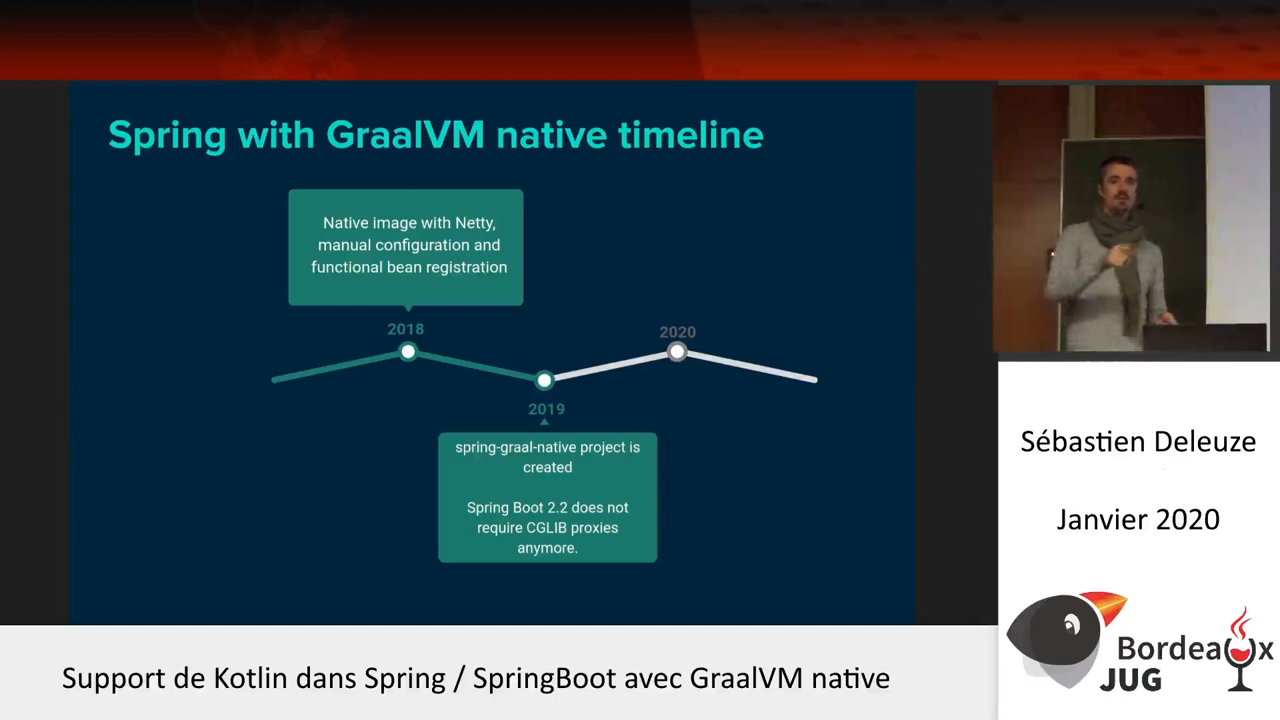 Spring with GraalVM native timeline
Native image with Netty,
manual configuration and
functional bean registration
2018
2020
2019
spring-graal-native project is
created
Spring Boot 2.2 does not
require CGLIB proxies
anymore.
Sébastien Deleuze
Janvier 2020
Bordeaux
JUG
Support de Kotlin dans Spring / SpringBoot avec GraalVM native